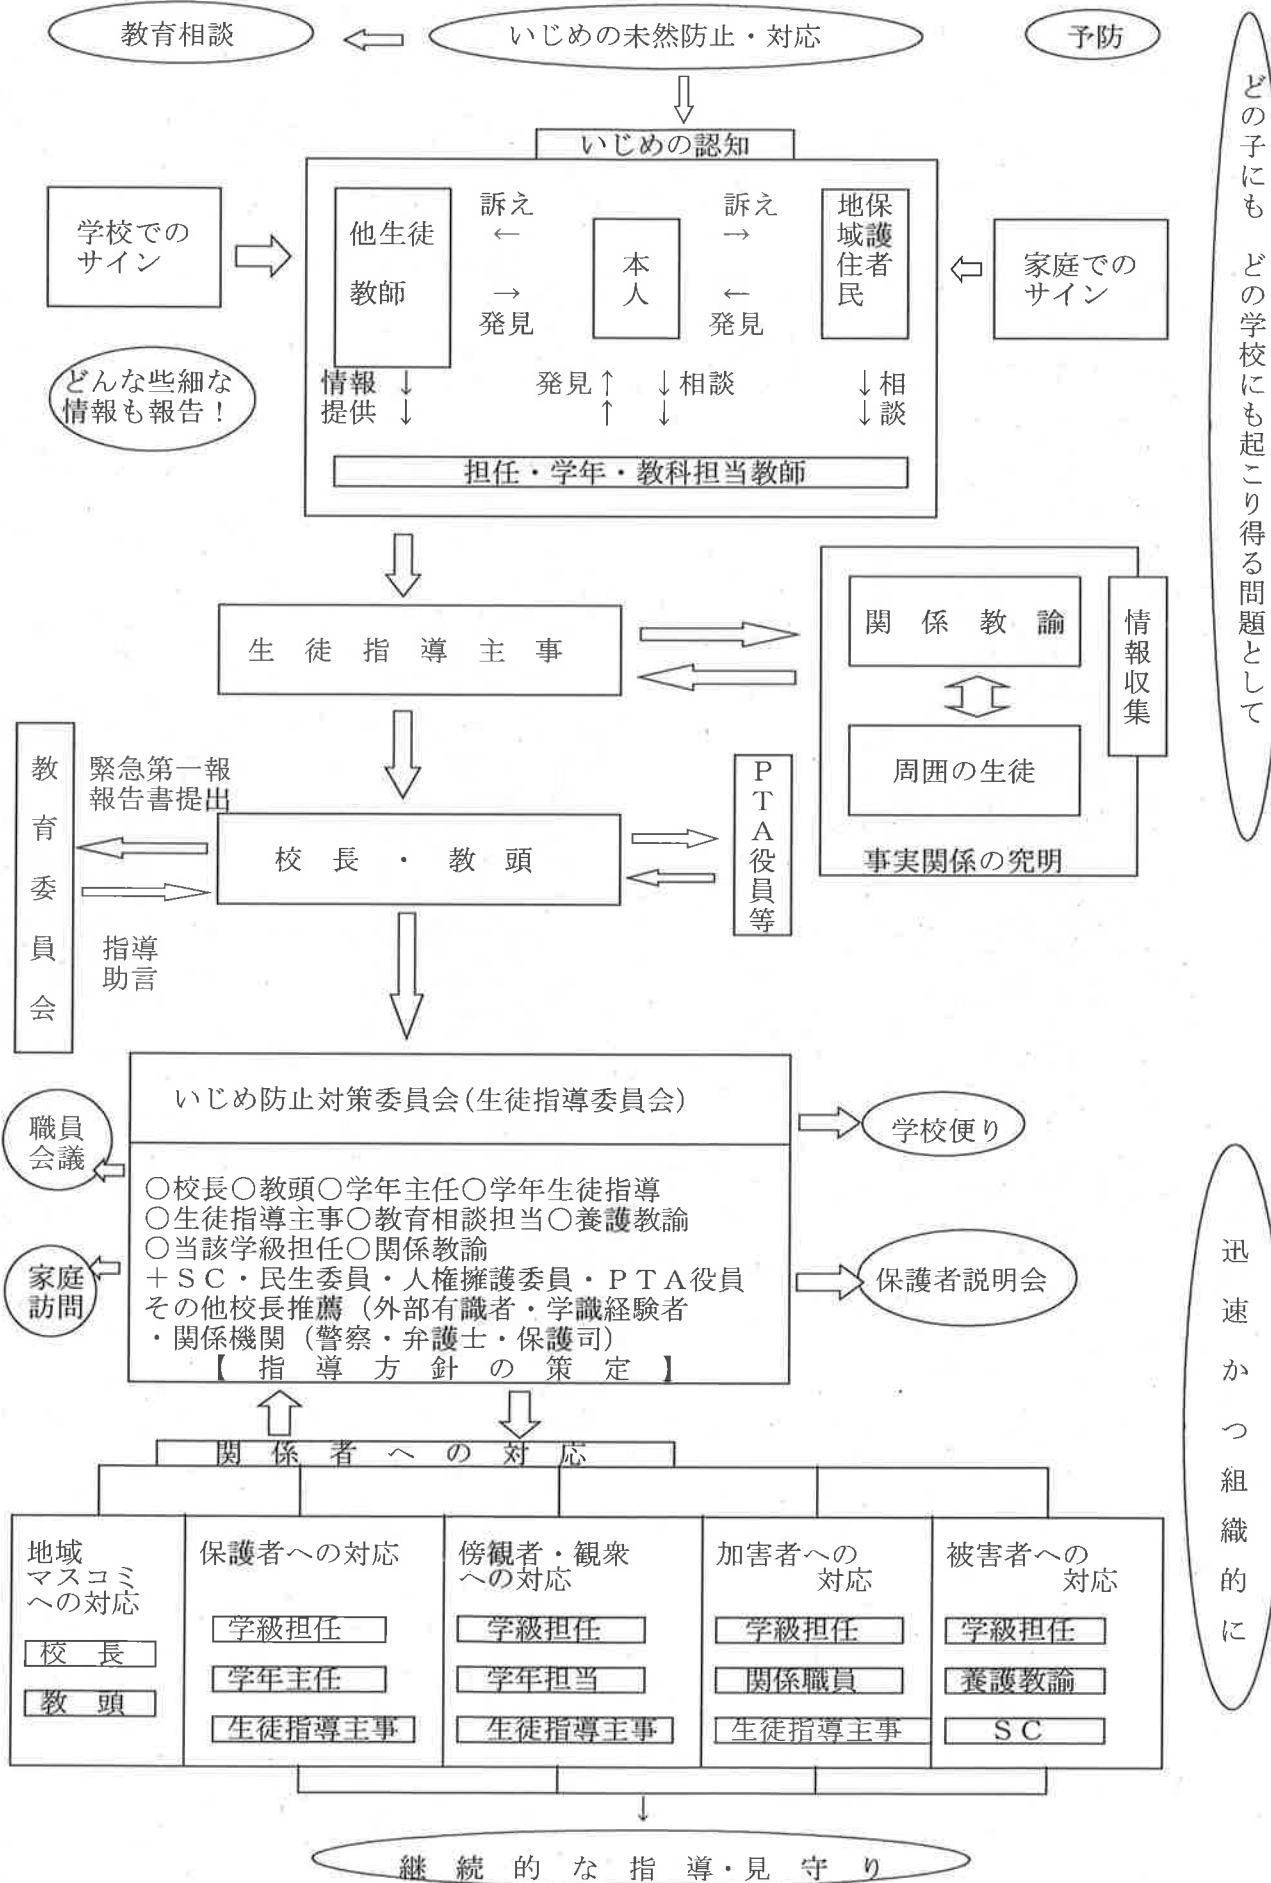 教育相談
いじめの未然防止・対応
予防
どの子にも どの学校にも起こり得る問題として
いじめの認知
学校での
サイン
他生徒
教師
訴え
←
→
発見
本人
訴え
→
←
発見
保護者
地域住民
家庭での
サイン
どんな些細な
情報も報告!
情報 ↓
提供 ↓
発見↑ ↓相談
↑ ↓
↓相
↓談
担任・学年・教科担当教師
生徒指導主事
関係教諭
周囲の生徒
情報収集
事実関係の究明
教育委員会
緊急第一報
報告書提出
指導
助言
校長・教頭
PTA役員等
いじめ防止対策委員会(生徒指導委員会)
職員
会議
学校便り
○校長○教頭○学年主任○学年生徒指導
○生徒指導主事○教育相談担当○養護教諭
○当該学級担任○関係教諭
+SC・民生委員・人権擁護委員・PTA役員
その他校長推薦(外部有識者・学識経験者
・関係機関(警察・弁護士・保護司)
【指導方針の策定】
家庭
訪問
保護者説明会
迅速かつ組織的に
関係者への対応
地域
マスコミ
への対応
校長
教頭
保護者への対応
学級担任
学年主任
生徒指導主事
傍観者・観衆
への対応
学級担任
学年担当
生徒指導主事
加害者への
対応
学級担任
関係職員
生徒指導主事
被害者への
対応
学級担任
養護教諭
SC
↓
継続的な指導・見守り